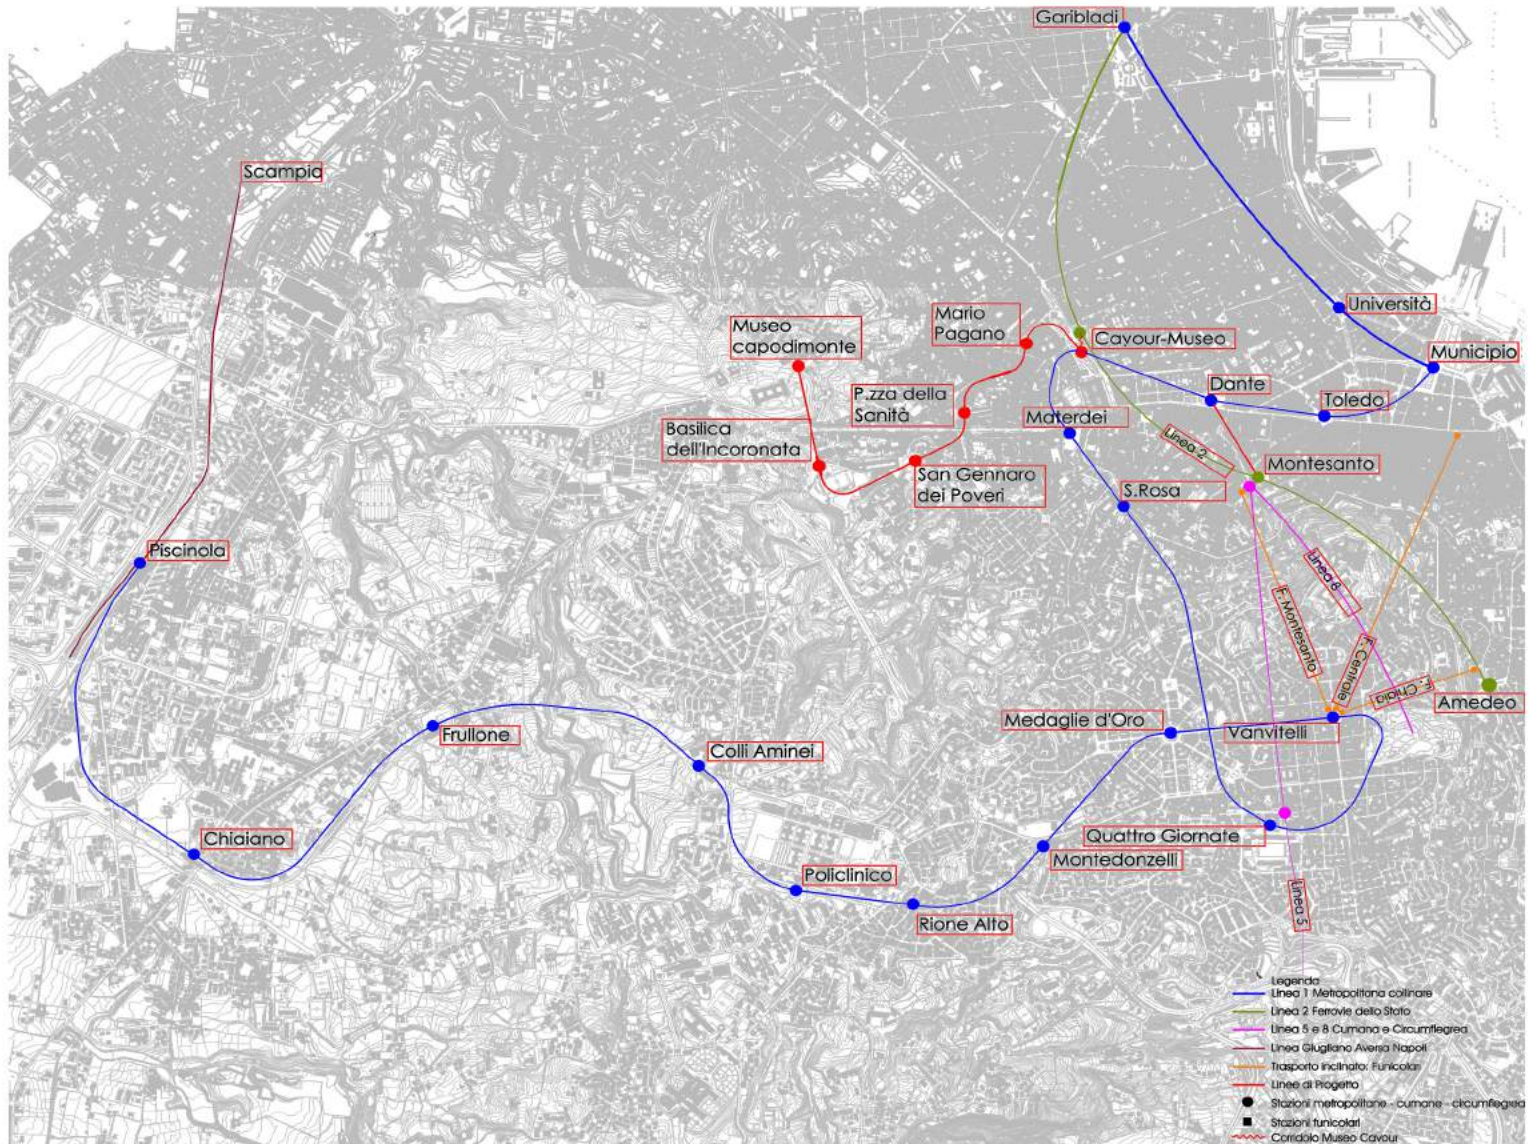 Garibladi
Scampia
Università
Museo
capodimonte
Mario
Pagano
Cavour-Museo
Municipio
Dante
P.zza della
Sanità
Toledo
Materdei
Basilica
dell'Incoronata
Linea 2
Montesanto
San Gennaro
dei Poveri
S.Rosa
Piscinola
Linea 8
F. Montesanto
F. Centrale
F. Chiaia
Amedeo
Medaglie d'Oro
Vanvitelli
Frullone
Colli Aminei
Chiaiano
Quattro Giornate
Montedonzelli
Policlinico
Rione Alto
Linea 5
Legenda
Linea 1 Metropolitana collinare
Linea 2 Ferrovie dello Stato
Linea 5 e 8 Cumana e Circumflegrea
Linea Giugliano Aversa Napoli
Trasporto inclinato: Funicolari
Linee di Progetto
Stazioni metropolitane - cumane - circumflegrea
Stazioni funicolari
Corridoio Museo Cavour